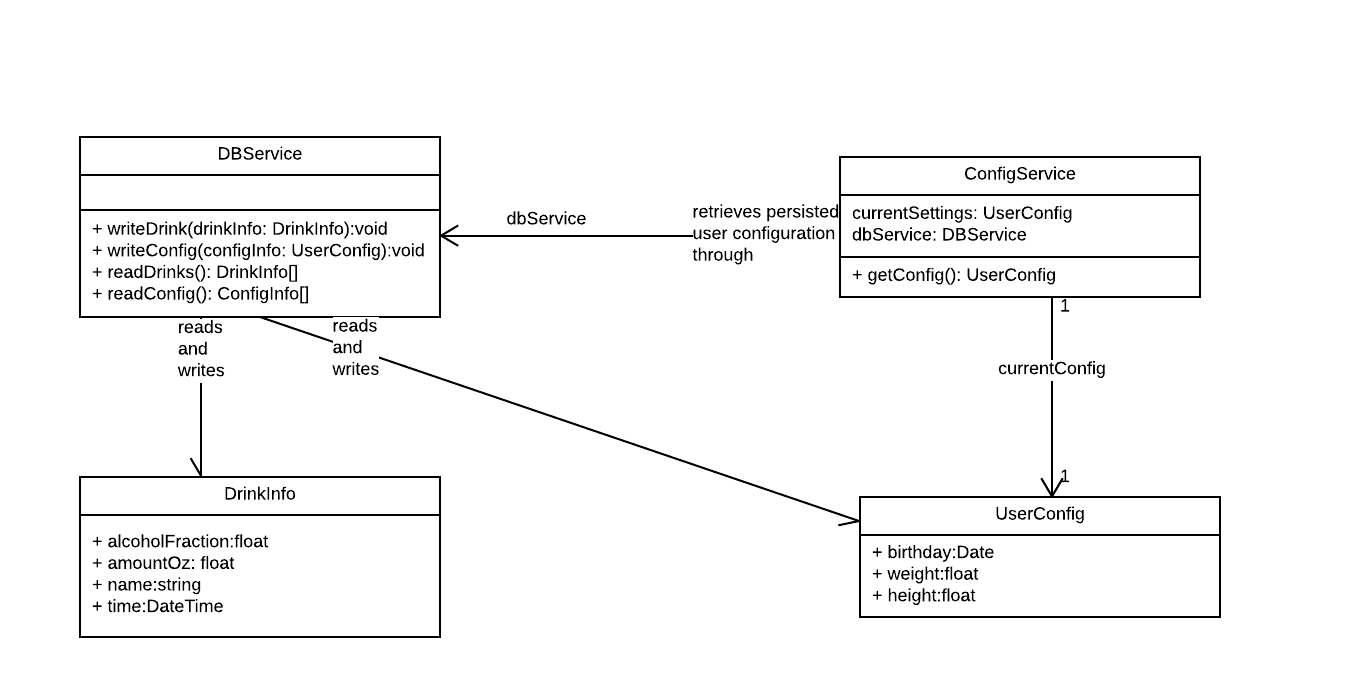 DBService
+ writeDrink(drinkInfo: DrinkInfo):void
+ writeConfig(configInfo: UserConfig):void
+ readDrinks(): DrinkInfo[]
+ readConfig(): ConfigInfo[]
dbService
retrieves persisted
user configuration
through
ConfigService
currentSettings: UserConfig
dbService: DBService
+ getConfig(): UserConfig
1
reads
and
writes
reads
and
writes
currentConfig
1
DrinkInfo
+ alcoholFraction:float
+ amountOz: float
+ name:string
+ time:DateTime
UserConfig
+ birthday:Date
+ weight:float
+ height:float